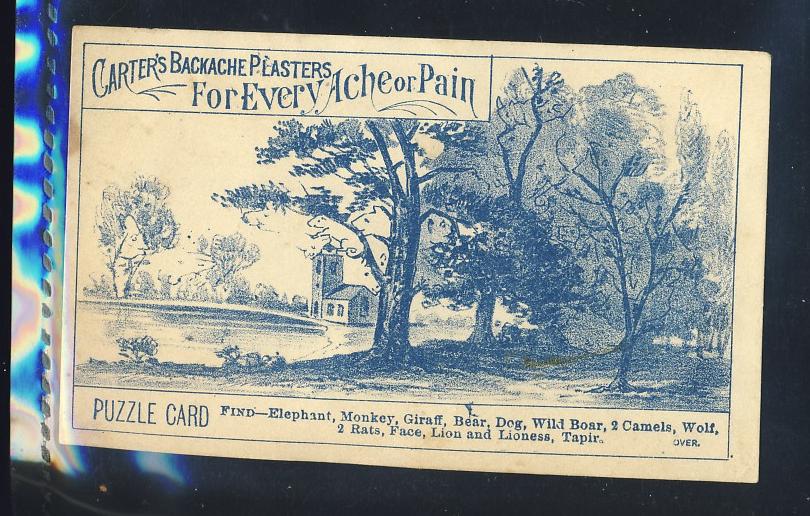 CARTER'S BACKACHE PLASTERS
FOR EVERY Ache or Pain
PUZZLE CARD
FIND—Elephant, Monkey, Giraff, Bear, Dog, Wild Boar, 2 Camels, Wolf,
2 Rats, Face, Lion and Lioness, Tapir.
OVER.